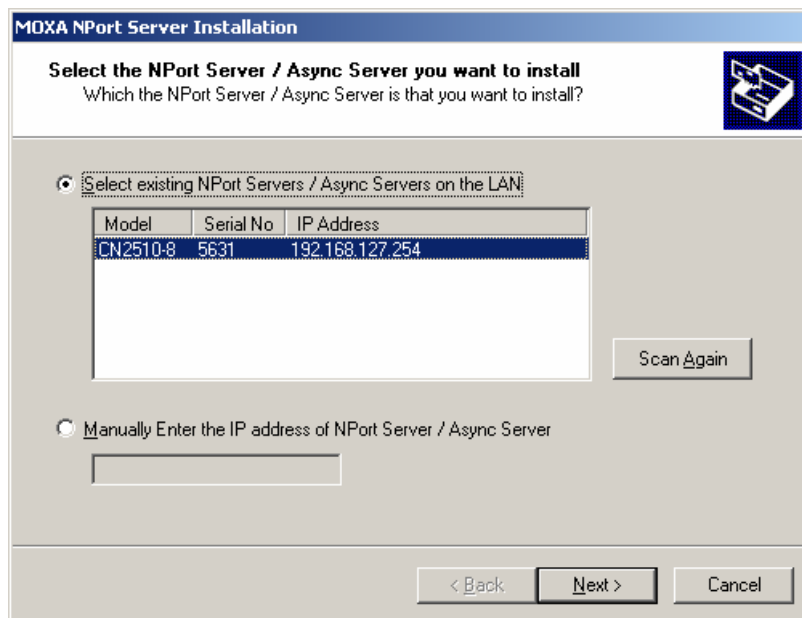 MOXA NPort Server Installation
Select the NPort Server / Async Server you want to install
Which the NPort Server / Async Server is that you want to install?
Select existing NPort Servers / Async Servers on the LAN
Model Serial No IP Address
CN2510-8 5631 192.168.127.254
Scan Again
Manually Enter the IP address of NPort Server / Async Server
< Back Next > Cancel